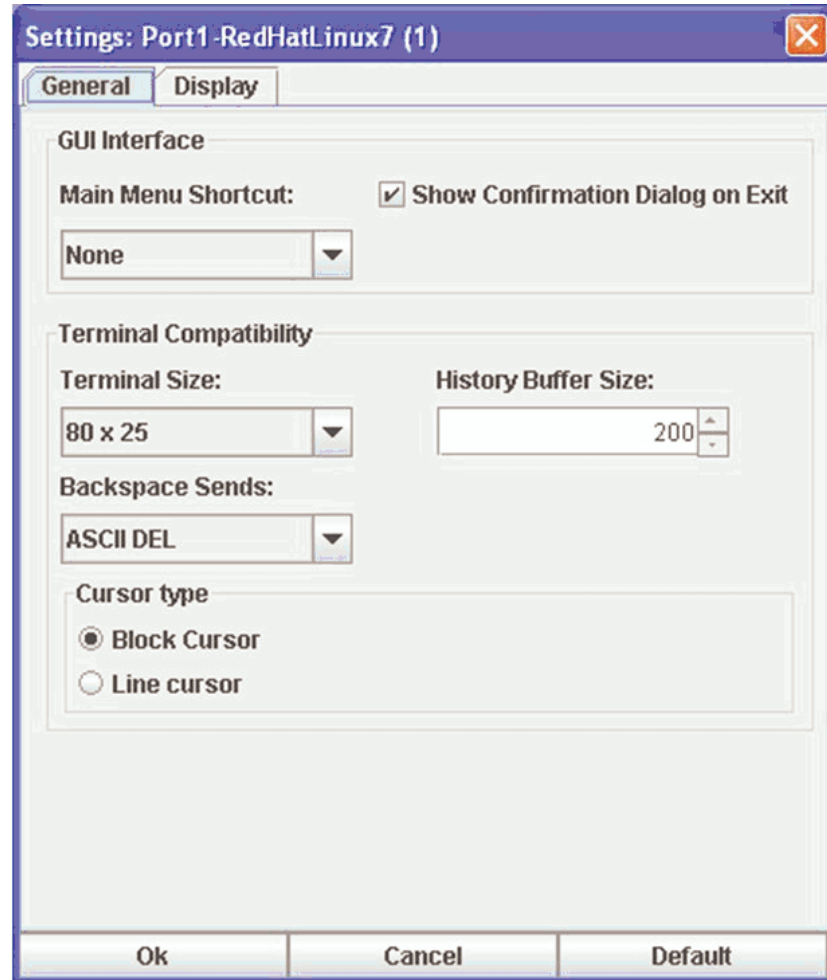 Settings: Port1-RedHatLinux7 (1)
General Display
GUI Interface
Main Menu Shortcut: Show Confirmation Dialog on Exit
None
Terminal Compatibility
Terminal Size: History Buffer Size:
80 x 25 200
Backspace Sends:
ASCII DEL
Cursor type
Block Cursor
Line cursor
Ok Cancel Default